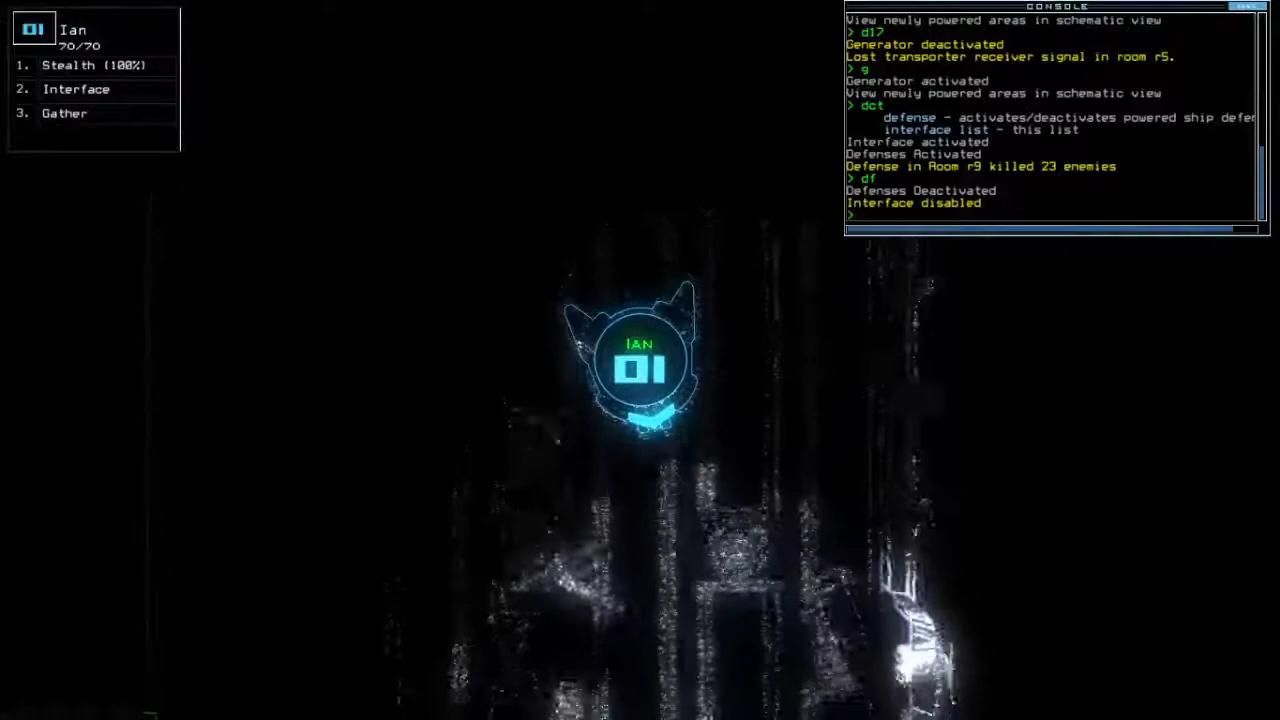 01 Ian
70/70
1. Stealth (100%)
2. Interface
3. Gather
CONSOLE
View newly powered areas in schematic view
> d17
Generator deactivated
Lost transporter receiver signal in room r5.
> g
Generator activated
View newly powered areas in schematic view
> dct
defense - activates/deactivates powered ship defen
interface list - this list
Interface activated
Defenses Activated
Defense in Room r9 killed 23 enemies
> df
Defenses Deactivated
Interface disabled
>
IAN
01